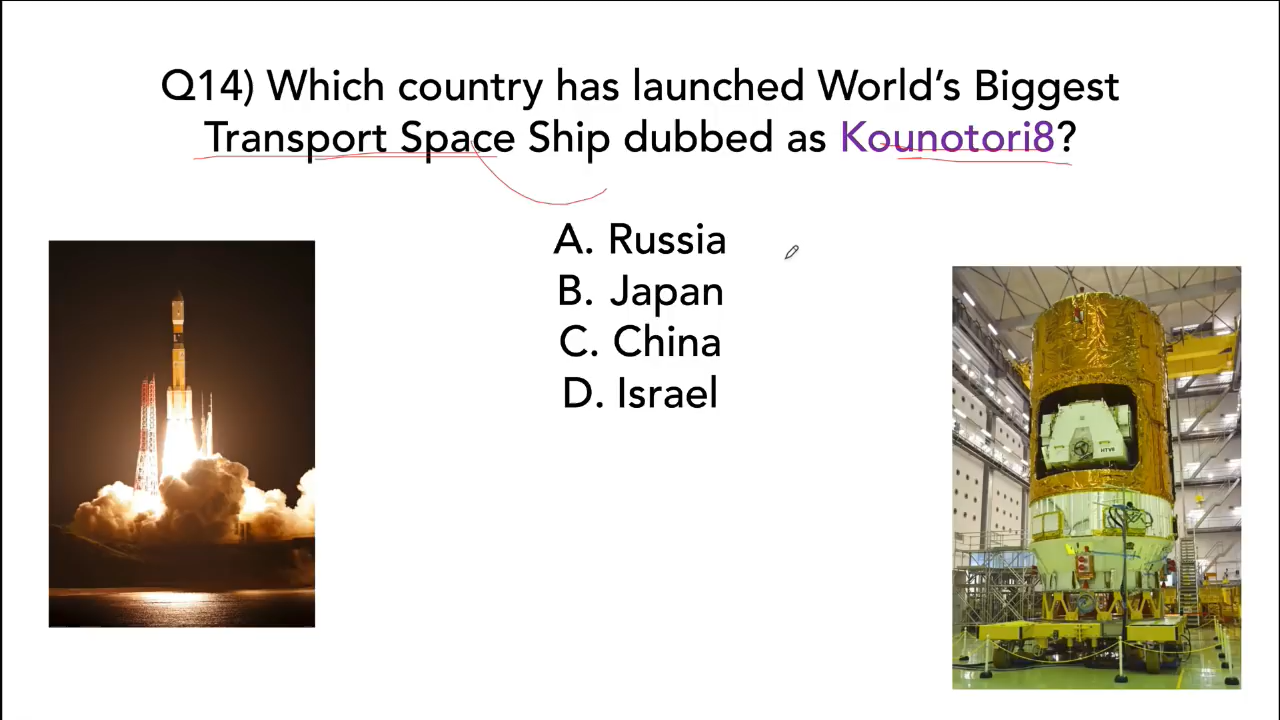 Q14) Which country has launched World's Biggest
Transport Space Ship dubbed as Kounotori8?
A. Russia
B. Japan
C. China
D. Israel